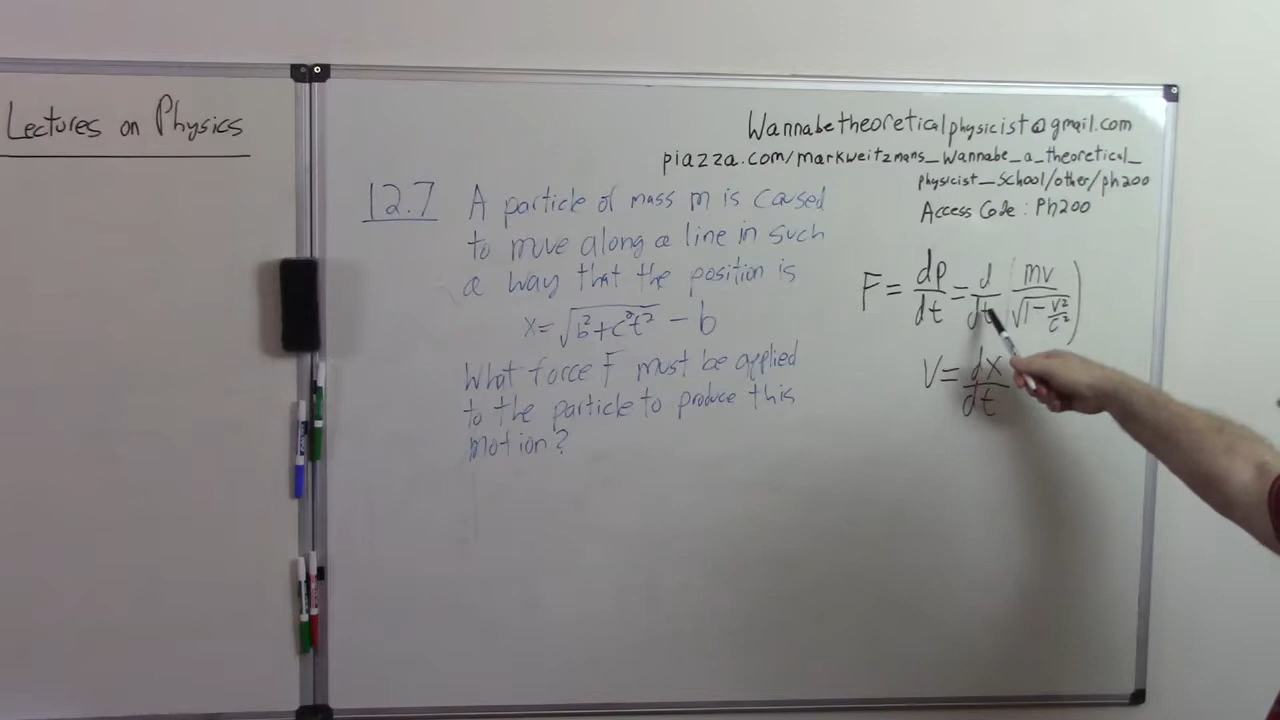 Lectures on Physics
Wannabetheoreticalphysicist@gmail.com
piazza.com/markweitzmans_wannabe_a_theoretical_
physicist_School/other/ph200
Access Code: Ph200
12.7 A particle of mass m is caused
to move along a line in such
a way that the position is
x=√b²+c²t² - b
What force F must be applied
to the particle to produce this
motion?
F = dp/dt = d/dt (mv/√1-v²/c²)
V = dx/dt